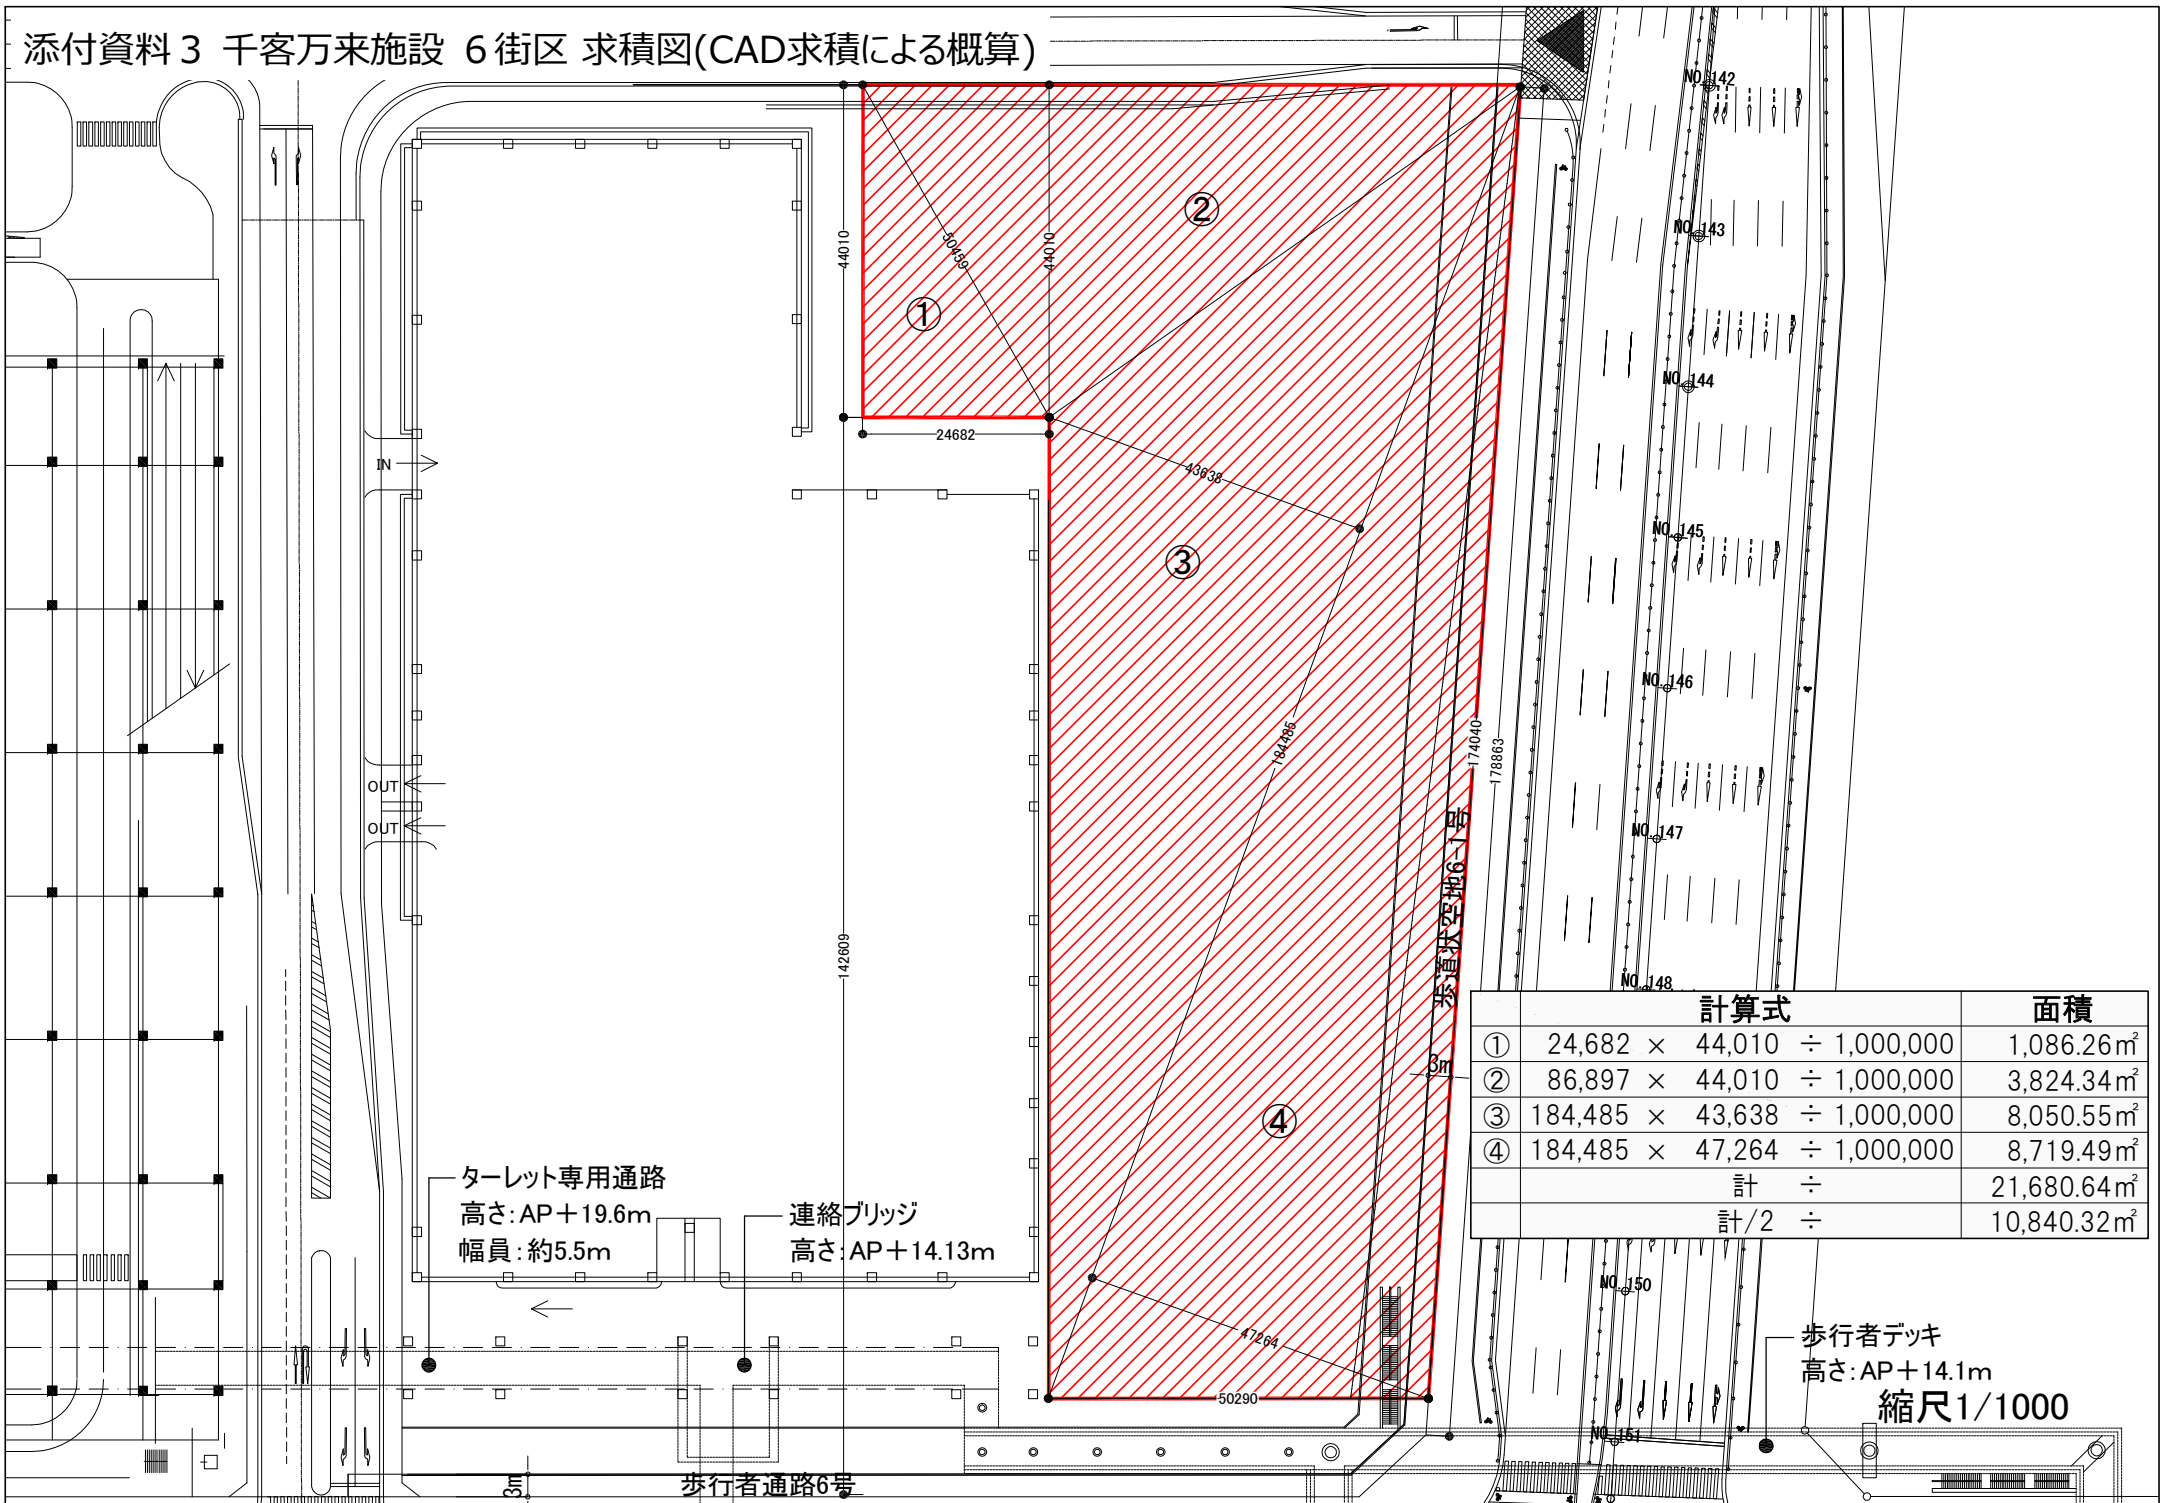 添付資料３ 千客万来施設 ６街区 求積図(CAD求積による概算)
NO.142
NO.143
NO.144
NO.145
NO.146
NO.147
NO.148
NO.150
NO.151
①
②
③
④
44010
50459
44010
24682
43638
184485
174040
178863
142609
47264
50290
IN
OUT
OUT
歩道状空地6-1号
3m
計算式 面積
① 24,682 × 44,010 ÷ 1,000,000 1,086.26㎡
② 86,897 × 44,010 ÷ 1,000,000 3,824.34㎡
③ 184,485 × 43,638 ÷ 1,000,000 8,050.55㎡
④ 184,485 × 47,264 ÷ 1,000,000 8,719.49㎡
計 ÷ 21,680.64㎡
計/2 ÷ 10,840.32㎡
ターレット専用通路
高さ:AP＋19.6m
幅員:約5.5m
連絡ブリッジ
高さ:AP＋14.13m
歩行者デッキ
高さ:AP＋14.1m
縮尺1/1000
3m
歩行者通路6号